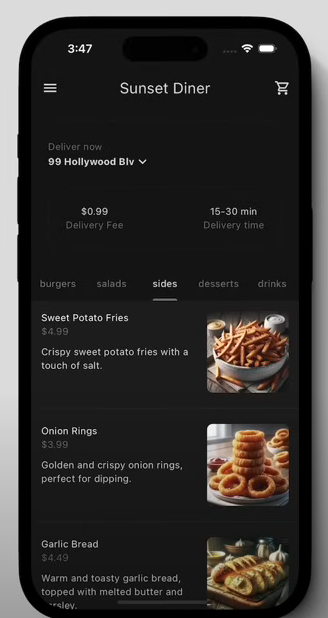 3:47
Sunset Diner
Deliver now
99 Hollywood Blv
$0.99
Delivery Fee
15-30 min
Delivery time
burgers salads sides desserts drinks
Sweet Potato Fries
$4.99
Crispy sweet potato fries with a
touch of salt.
Onion Rings
$3.99
Golden and crispy onion rings,
perfect for dipping.
Garlic Bread
$4.49
Warm and toasty garlic bread,
topped with melted butter and
parsley.